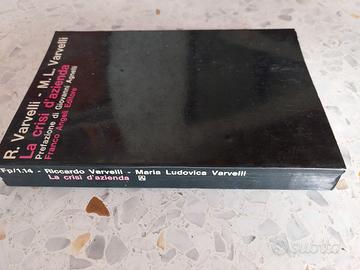 R. Varvelli - M.L. Varvelli
La crisi d'azienda
Prefazione di Giovanni Agnelli
Franco Angeli Editore
Fp/1.14 - Riccardo Varvelli - Maria Ludovica Varvelli
La crisi d'azienda
subito